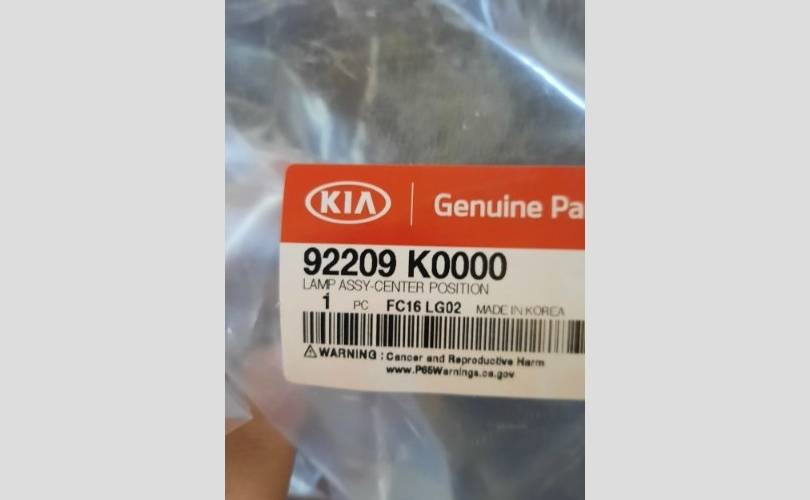 KIA Genuine Pa
92209 K0000
LAMP ASSY-CENTER POSITION
1 PC FC16 LG02 MADE IN KOREA
WARNING : Cancer and Reproductive Harm
www.P65Warnings.ca.gov